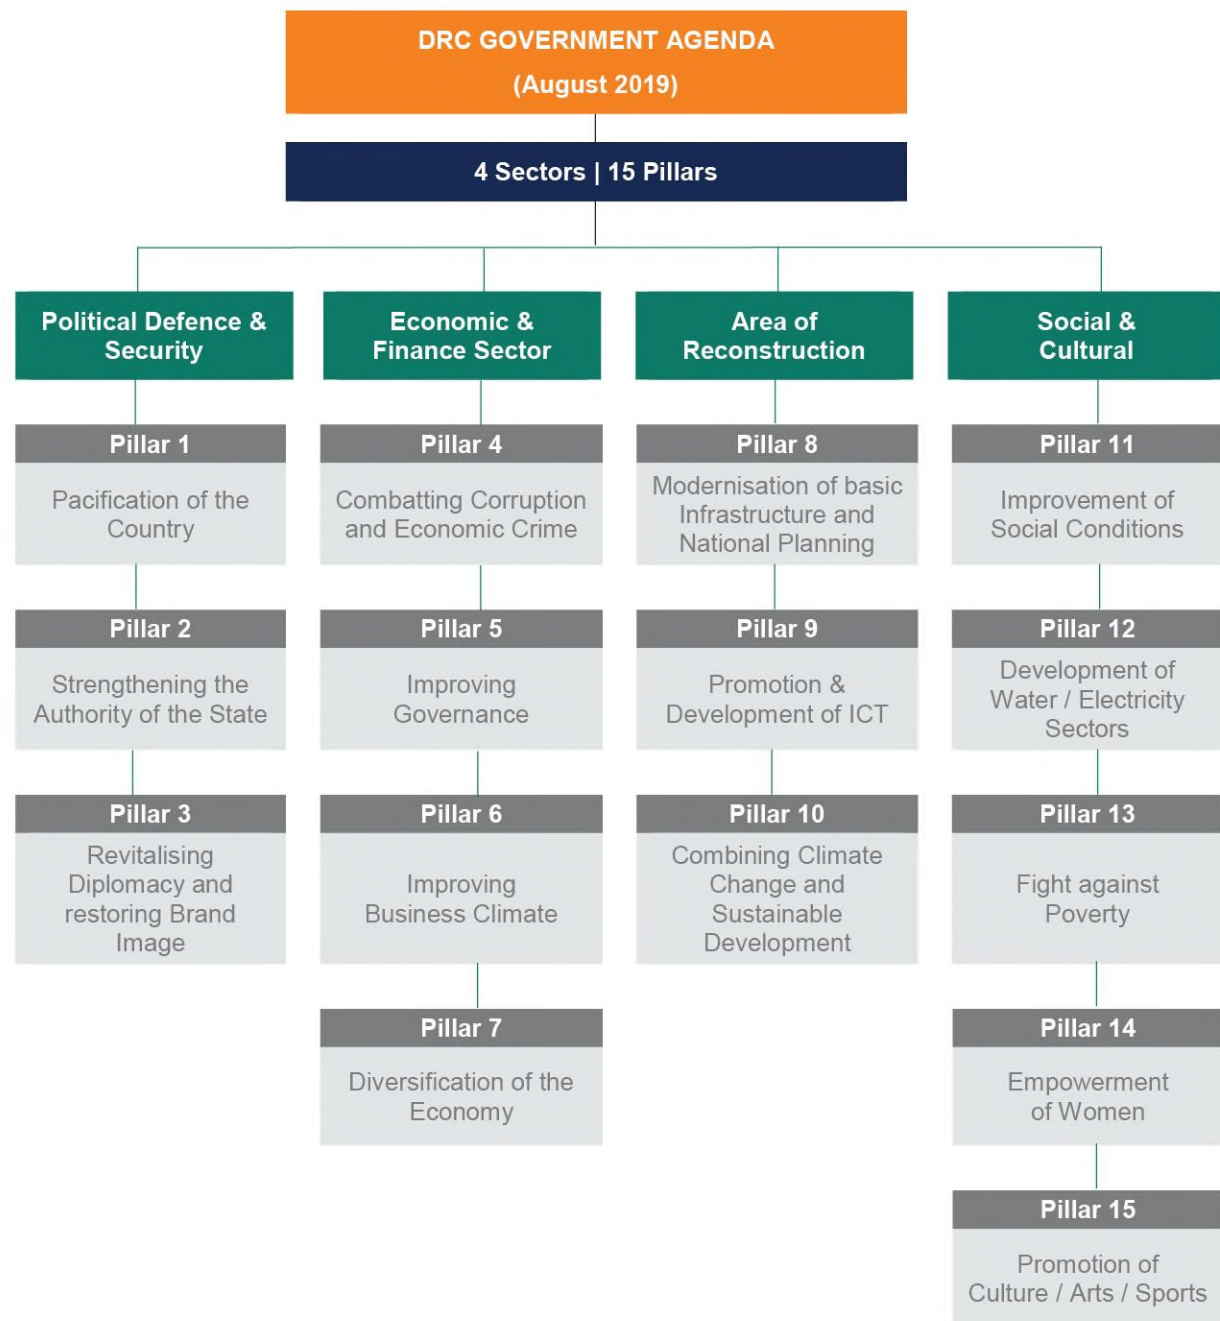 DRC GOVERNMENT AGENDA
(August 2019)
4 Sectors | 15 Pillars
Political Defence &
Security
Pillar 1
Pacification of the
Country
Pillar 2
Strengthening the
Authority of the State
Pillar 3
Revitalising
Diplomacy and
restoring Brand
Image
Economic &
Finance Sector
Pillar 4
Combatting Corruption
and Economic Crime
Pillar 5
Improving
Governance
Pillar 6
Improving
Business Climate
Pillar 7
Diversification of the
Economy
Area of
Reconstruction
Pillar 8
Modernisation of basic
Infrastructure and
National Planning
Pillar 9
Promotion &
Development of ICT
Pillar 10
Combining Climate
Change and
Sustainable
Development
Social &
Cultural
Pillar 11
Improvement of
Social Conditions
Pillar 12
Development of
Water / Electricity
Sectors
Pillar 13
Fight against
Poverty
Pillar 14
Empowerment
of Women
Pillar 15
Promotion of
Culture / Arts / Sports